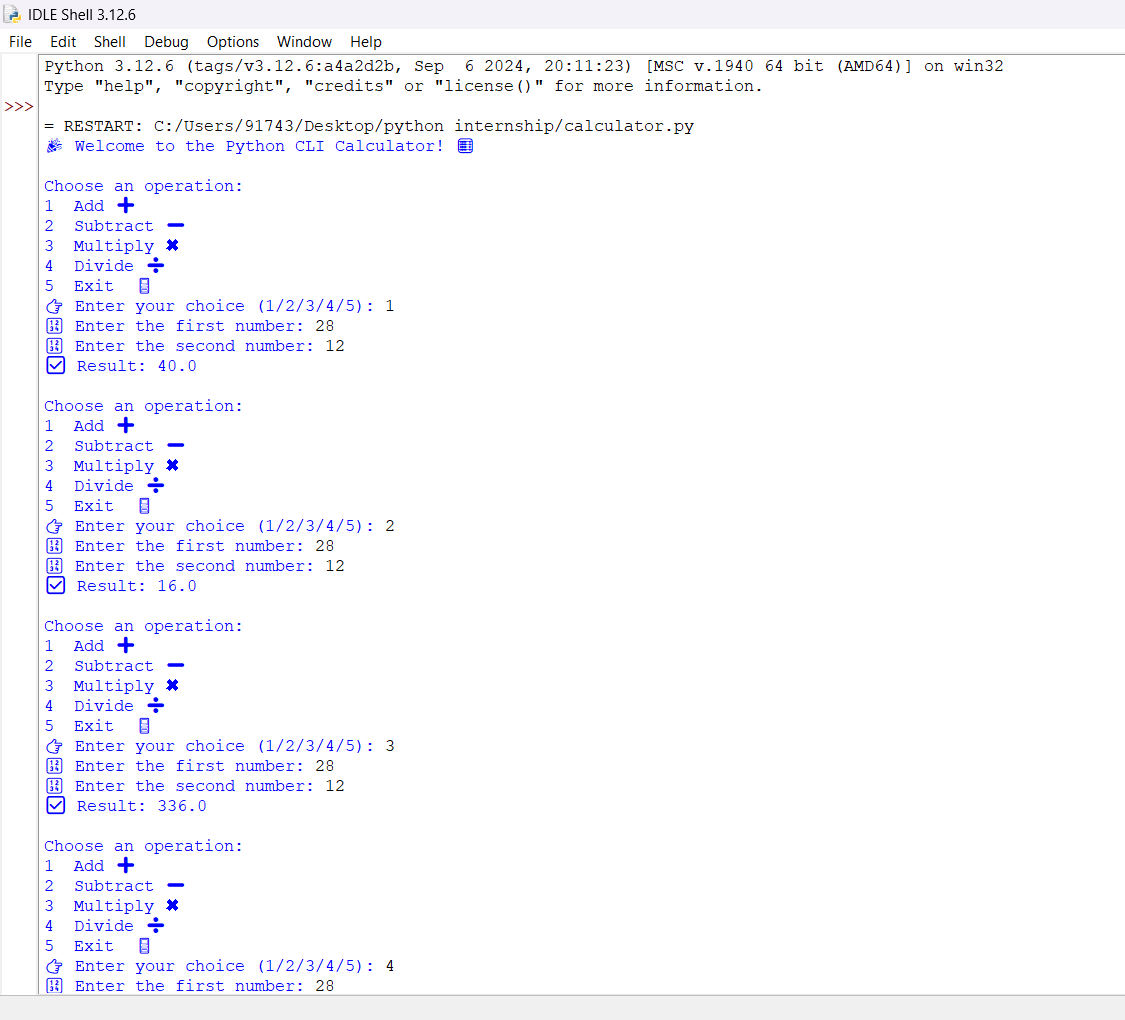 IDLE Shell 3.12.6
File Edit Shell Debug Options Window Help
Python 3.12.6 (tags/v3.12.6:a4a2d2b, Sep  6 2024, 20:11:23) [MSC v.1940 64 bit (AMD64)] on win32
Type "help", "copyright", "credits" or "license()" for more information.
>>>
= RESTART: C:/Users/91743/Desktop/python internship/calculator.py
🎉 Welcome to the Python CLI Calculator! 🧮
Choose an operation:
1  Add ➕
2  Subtract ➖
3  Multiply ✖
4  Divide ➗
5  Exit  🚪
👉 Enter your choice (1/2/3/4/5): 1
🔢 Enter the first number: 28
🔢 Enter the second number: 12
✅ Result: 40.0
Choose an operation:
1  Add ➕
2  Subtract ➖
3  Multiply ✖
4  Divide ➗
5  Exit  🚪
👉 Enter your choice (1/2/3/4/5): 2
🔢 Enter the first number: 28
🔢 Enter the second number: 12
✅ Result: 16.0
Choose an operation:
1  Add ➕
2  Subtract ➖
3  Multiply ✖
4  Divide ➗
5  Exit  🚪
👉 Enter your choice (1/2/3/4/5): 3
🔢 Enter the first number: 28
🔢 Enter the second number: 12
✅ Result: 336.0
Choose an operation:
1  Add ➕
2  Subtract ➖
3  Multiply ✖
4  Divide ➗
5  Exit  🚪
👉 Enter your choice (1/2/3/4/5): 4
🔢 Enter the first number: 28